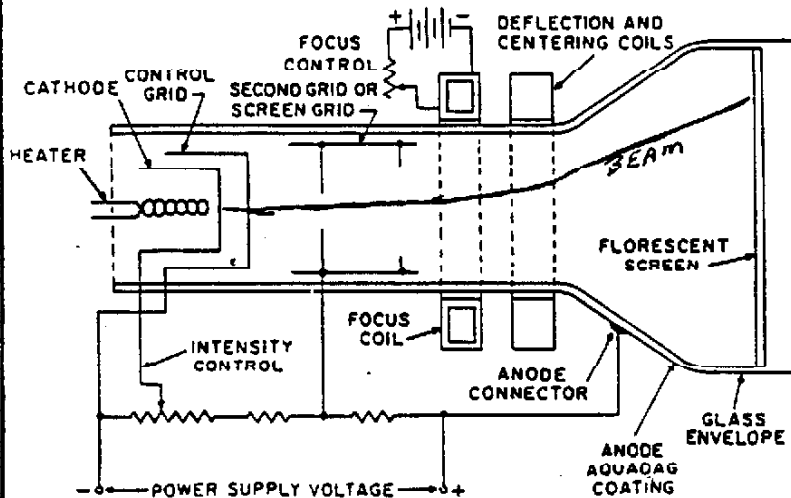 + -
DEFLECTION AND
CENTERING COILS
FOCUS
CONTROL
CONTROL
GRID
CATHODE
SECOND GRID OR
SCREEN GRID
HEATER
BEAM
FLORESCENT
SCREEN
FOCUS
COIL
INTENSITY
CONTROL
ANODE
CONNECTOR
GLASS
ENVELOPE
ANODE
AQUADAG
COATING
- POWER SUPPLY VOLTAGE +